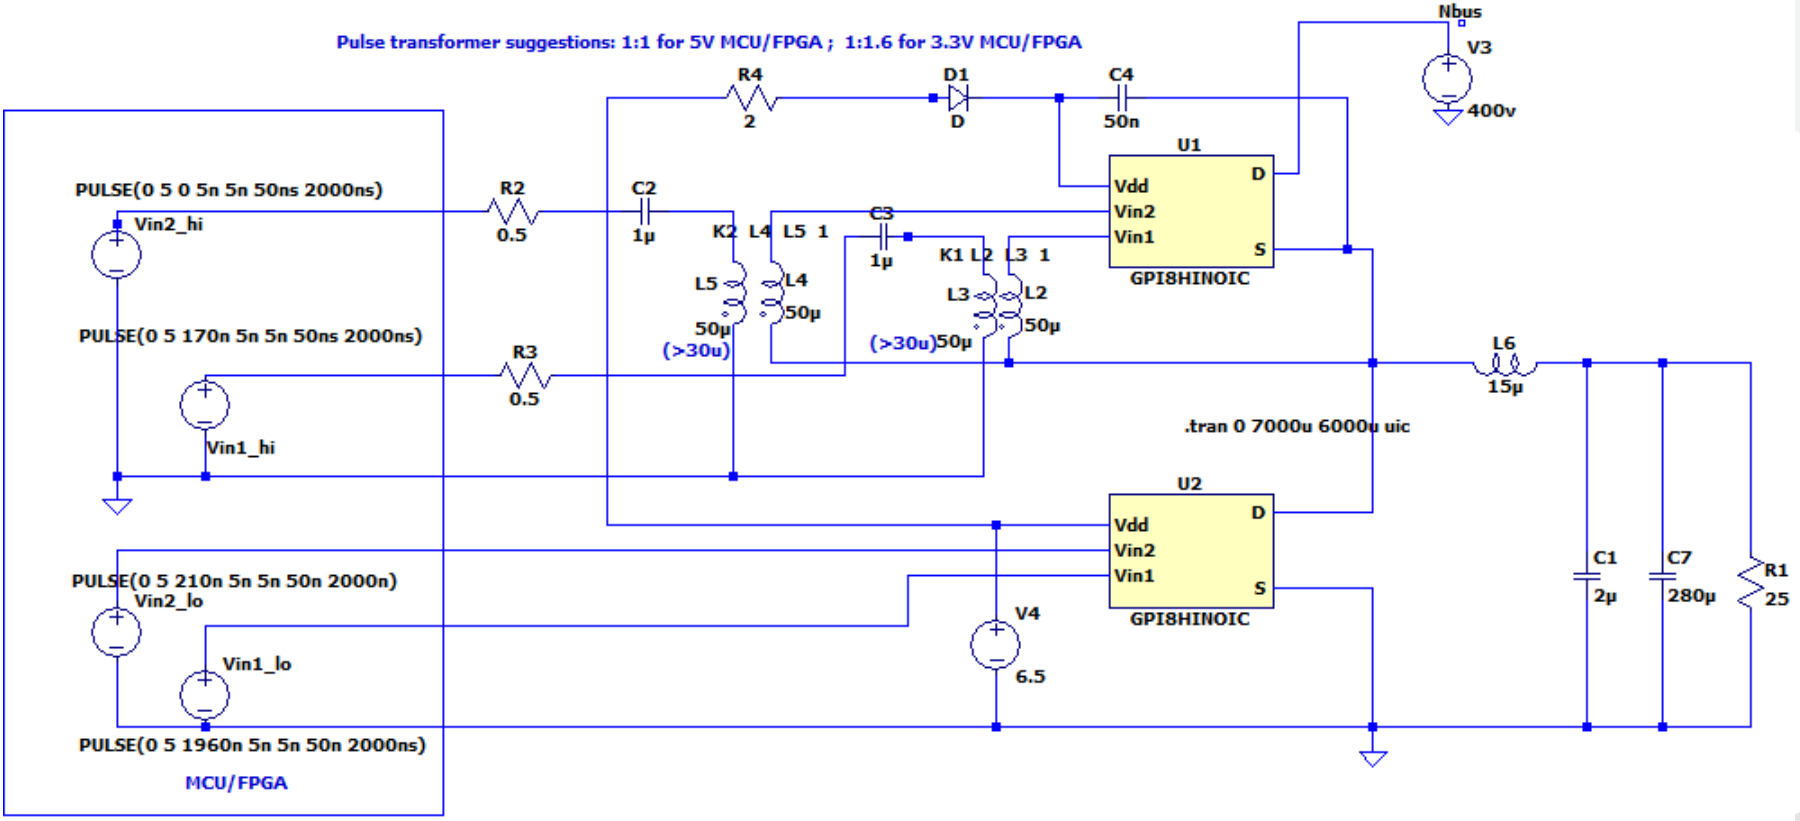 Nbus
Pulse transformer suggestions: 1:1 for 5V MCU/FPGA ;  1:1.6 for 3.3V MCU/FPGA
V3
400v
R4
2
D1
D
C4
50n
U1
Vdd
Vin2
Vin1
D
S
GPI8HINOIC
PULSE(0 5 0 5n 5n 50ns 2000ns)
Vin2_hi
R2
0.5
C2
1µ
K2 L4 L5 1
C3
1µ
K1 L2 L3 1
L5
50µ
(>30u)
L4
50µ
L3
50µ
(>30u)
L2
50µ
PULSE(0 5 170n 5n 5n 50ns 2000ns)
R3
0.5
Vin1_hi
L6
15µ
.tran 0 7000u 6000u uic
U2
Vdd
Vin2
Vin1
D
S
GPI8HINOIC
PULSE(0 5 210n 5n 5n 50n 2000n)
Vin2_lo
Vin1_lo
V4
6.5
C1
2µ
C7
280µ
R1
25
PULSE(0 5 1960n 5n 5n 50n 2000ns)
MCU/FPGA